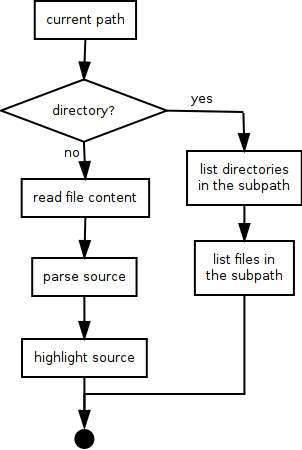 current path
directory?
yes
no
list directories
in the subpath
read file content
list files in
the subpath
parse source
highlight source